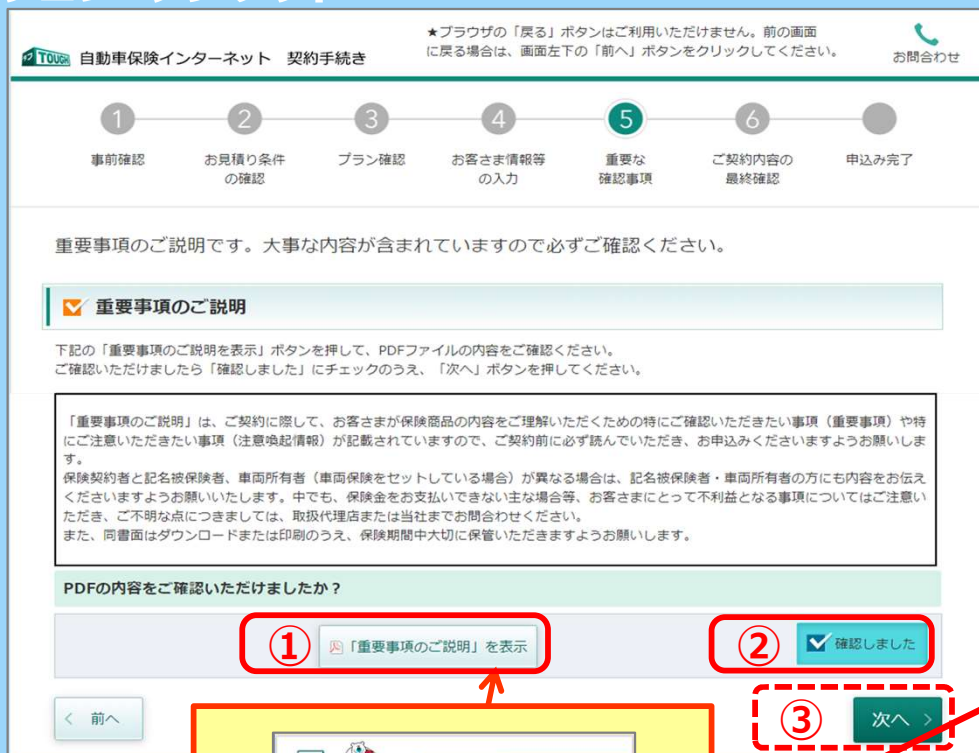 ★ブラウザの「戻る」ボタンはご利用いただけません。前の画面
に戻る場合は、画面左下の「前へ」ボタンをクリックしてください。
TOUGH 自動車保険インターネット 契約手続き
お問合わせ
1 2 3 4 5 6
事前確認 お見積り条件 プラン確認 お客さま情報等 重要な ご契約内容の 申込み完了
の確認 の入力 確認事項 最終確認
重要事項のご説明です。大事な内容が含まれていますので必ずご確認ください。
重要事項のご説明
下記の「重要事項のご説明を表示」ボタンを押して、PDFファイルの内容をご確認ください。
ご確認いただけましたら「確認しました」にチェックのうえ、「次へ」ボタンを押してください。
「重要事項のご説明」は、ご契約に際して、お客さまが保険商品の内容をご理解いただくための特にご確認いただきたい事項（重要事項）や特
にご注意いただきたい事項（注意喚起情報）が記載されていますので、ご契約前に必ず読んでいただき、お申込みくださいますようお願いしま
す。
保険契約者と記名被保険者、車両所有者（車両保険をセットしている場合）が異なる場合は、記名被保険者・車両所有者の方にも内容をお伝え
くださいますようお願いいたします。中でも、保険金をお支払いできない主な場合等、お客さまにとって不利益となる事項についてはご注意い
ただき、ご不明な点につきましては、取扱代理店または当社までお問合わせください。
また、同書面はダウンロードまたは印刷のうえ、保険期間中大切に保管いただきますようお願いします。
PDFの内容をご確認いただけましたか？
① 「重要事項のご説明」を表示 ② 確認しました
< 前へ ③ 次へ >